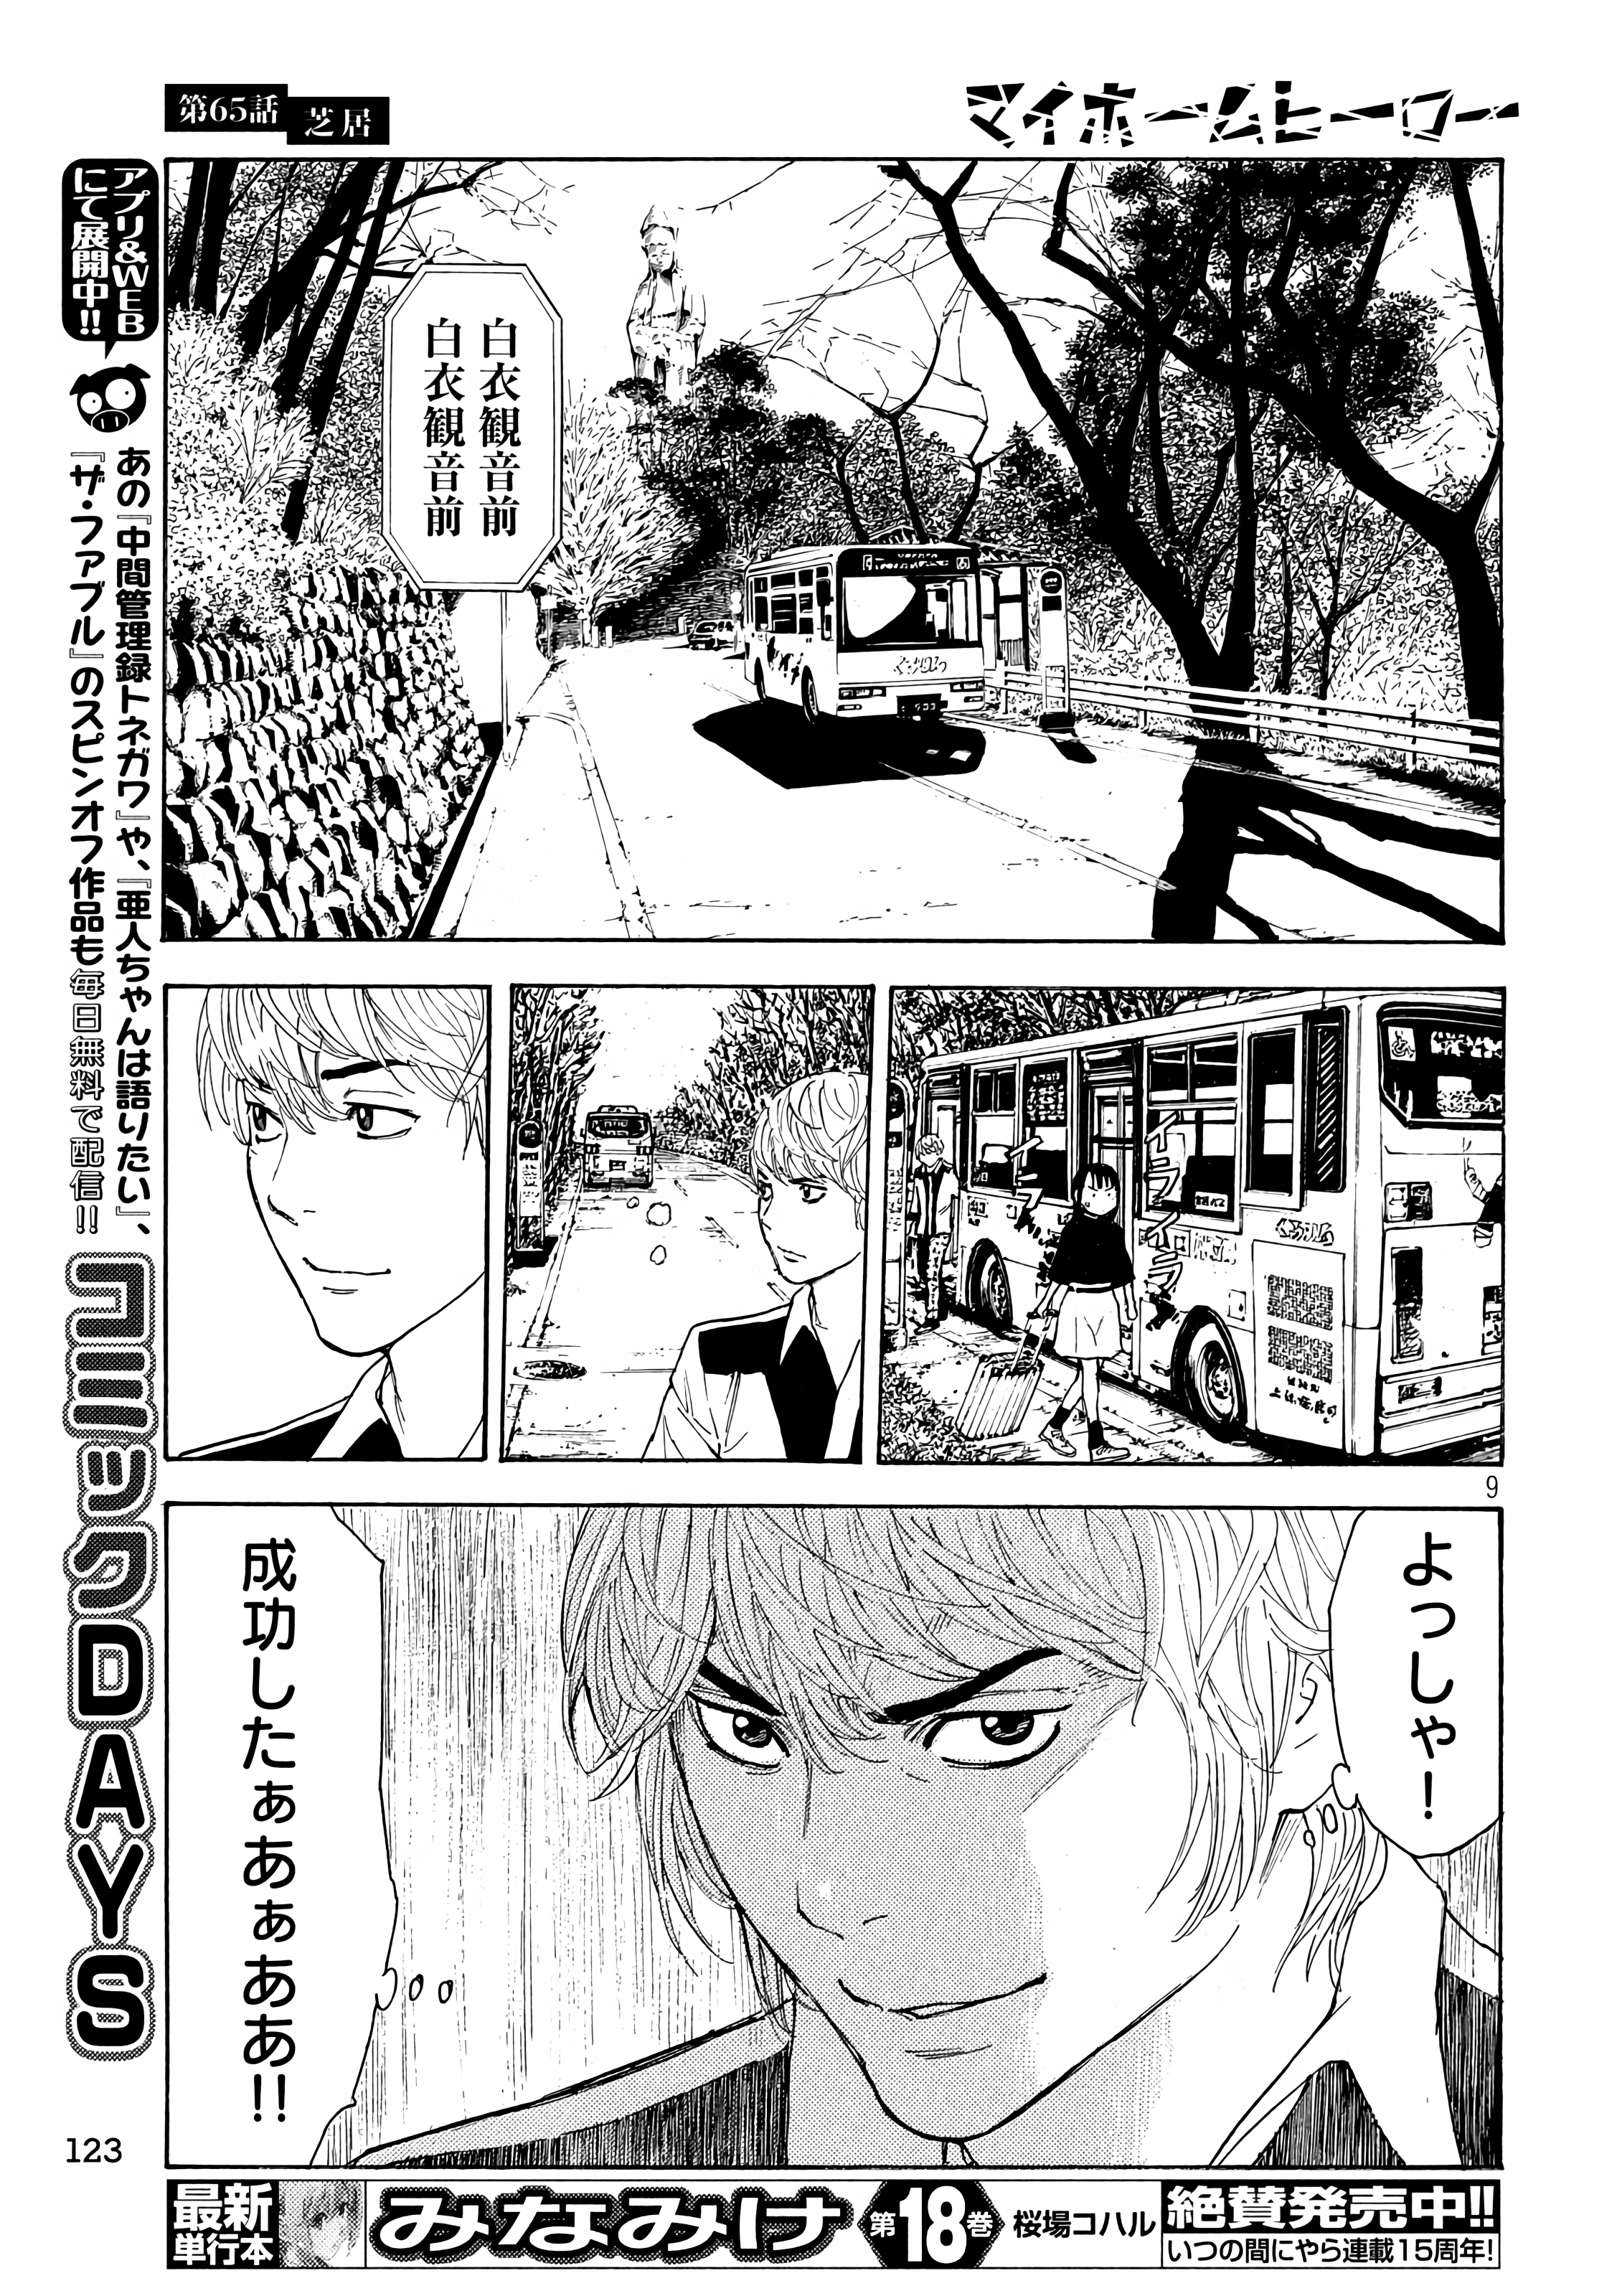 マイホームヒーロー
第65話
芝居
白衣観音前
白衣観音前
イライラ
イライラ
9
よっしゃ!
成功したぁあぁああ!!
アプリ&WEB
にて展開中!!
あの『中間管理録トネガワ』や、『亜人ちゃんは語りたい』、
『ザ・ファブル』のスピンオフ作品も毎日無料で配信!!
コミックDAYS
123
最新
単行本
みなみけ
第18巻
桜場コハル
絶賛発売中!!
いつの間にやら連載15周年!